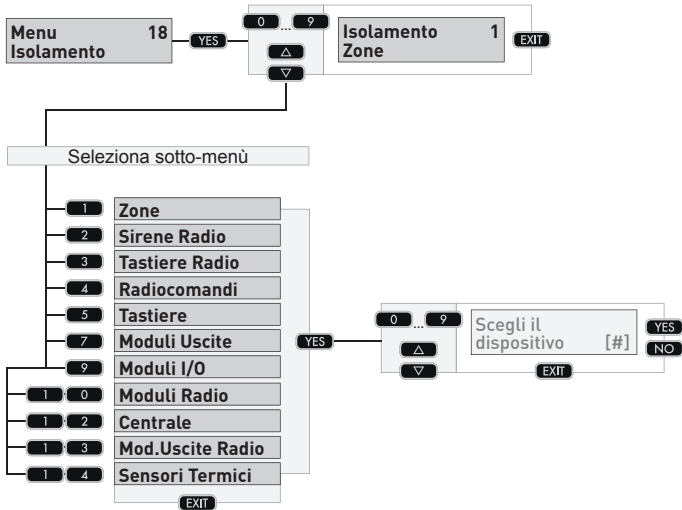 Menu 18
Isolamento
YES
0 ... 9
Isolamento 1
Zone
EXIT
Seleziona sotto-menù
1 Zone
2 Sirene Radio
3 Tastiere Radio
4 Radiocomandi
5 Tastiere
7 Moduli Uscite
9 Moduli I/O
1 0 Moduli Radio
1 2 Centrale
1 3 Mod.Uscite Radio
1 4 Sensori Termici
EXIT
YES
0 ... 9
Scegli il
dispositivo [#]
YES
NO
EXIT